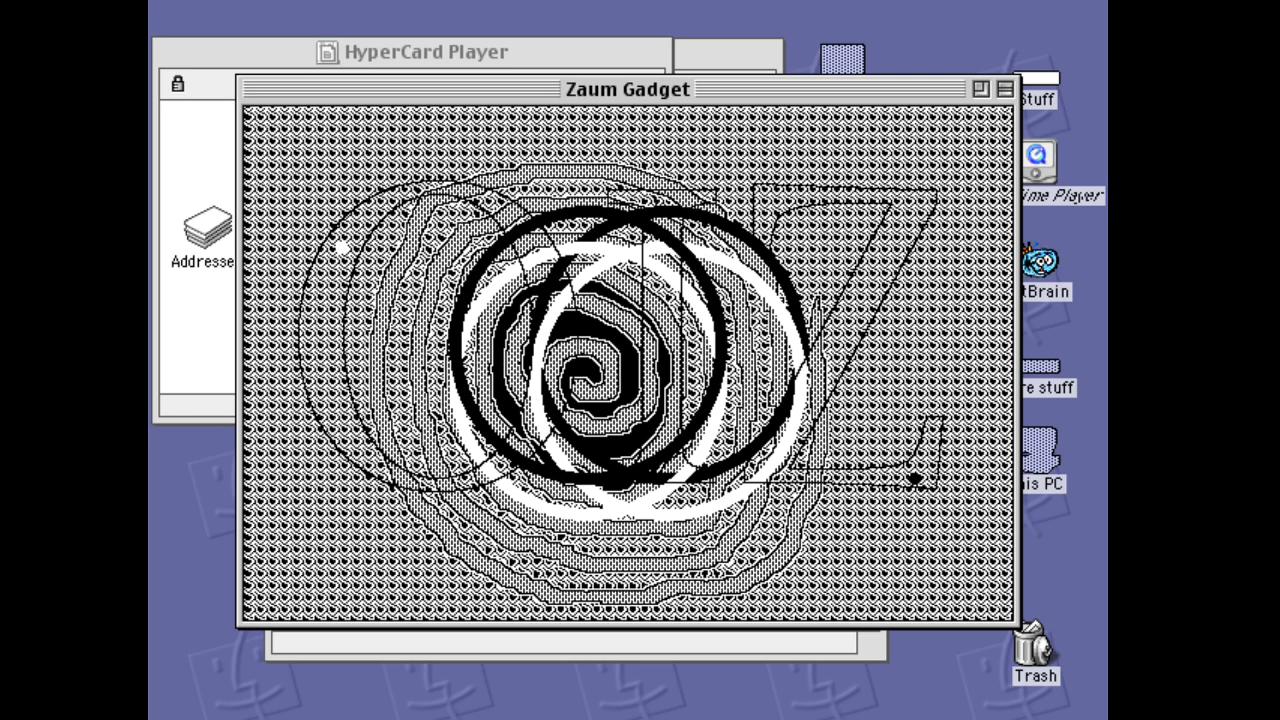 HyperCard Player
Zaum Gadget
Stuff
ime Player
Addresse
tBrain
re stuff
is PC
Trash